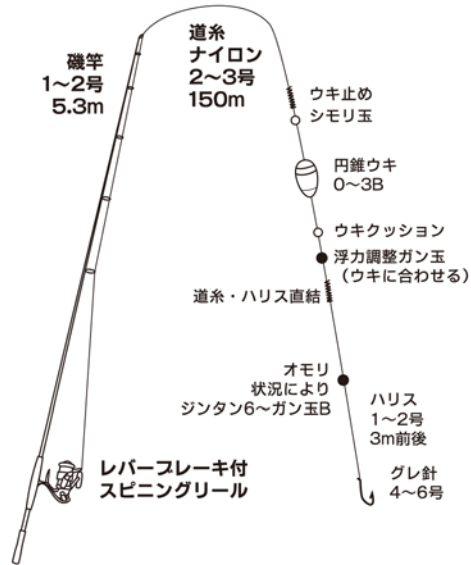 磯竿
1〜2号
5.3m
道糸
ナイロン
2〜3号
150m
ウキ止め
シモリ玉
円錐ウキ
0〜3B
ウキクッション
浮力調整ガン玉
（ウキに合わせる）
道糸・ハリス直結
オモリ
状況により
ジンタン6〜ガン玉B
ハリス
1〜2号
3m前後
グレ針
4〜6号
レバーブレーキ付
スピニングリール